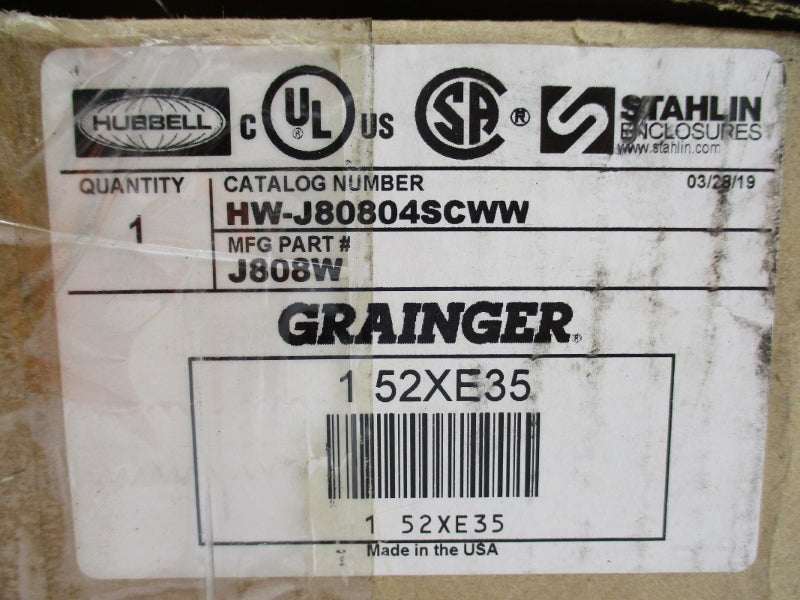 HUBBELL
C UL US
®
SA ®
STAHLIN
ENCLOSURES
www.stahlin.com
QUANTITY
1
CATALOG NUMBER
03/28/19
HW-J80804SCWW
MFG PART #
J808W
GRAINGER®
1 52XE35
1 52XE35
Made in the USA